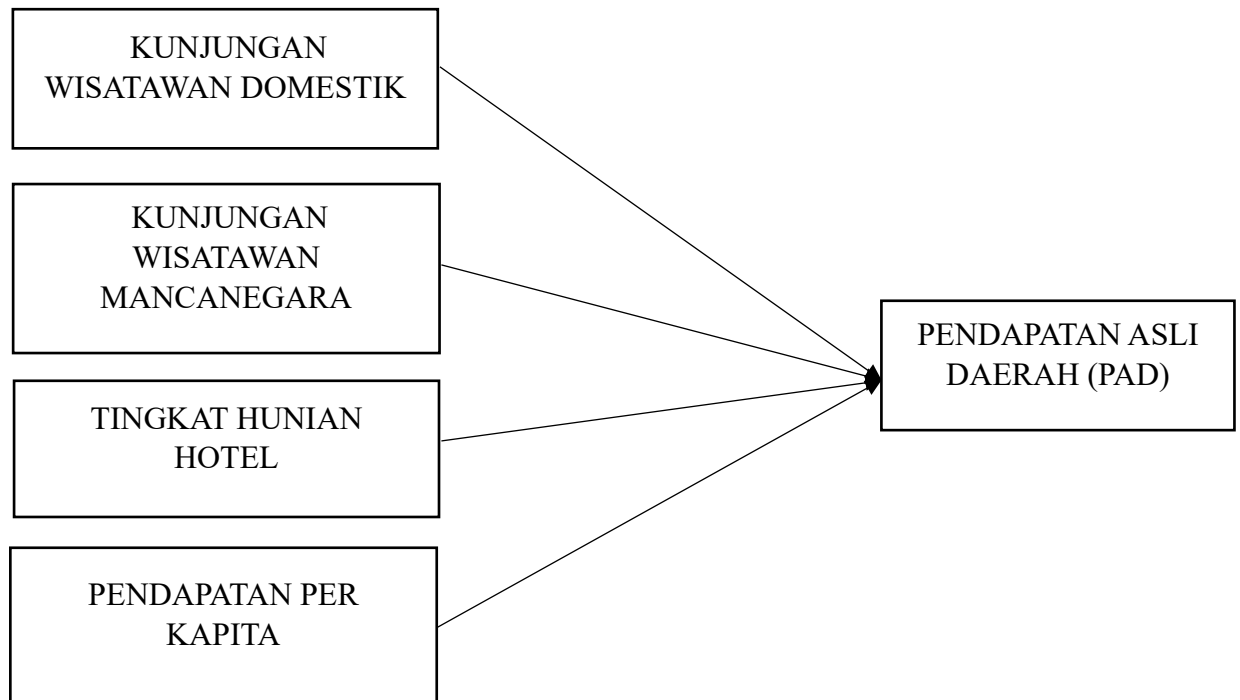 KUNJUNGAN
WISATAWAN DOMESTIK
KUNJUNGAN
WISATAWAN
MANCANEGARA
TINGKAT HUNIAN
HOTEL
PENDAPATAN PER
KAPITA
PENDAPATAN ASLI
DAERAH (PAD)